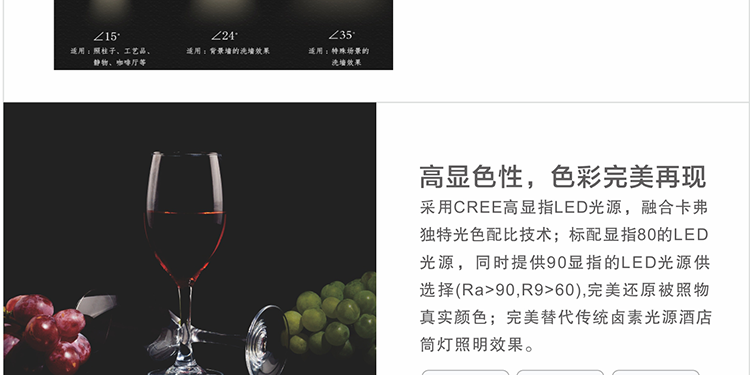 ∠15° ∠24° ∠35°
适用：照柱子、工艺品、 适用：背景墙的洗墙效果 适用：特殊场景的
静物、咖啡厅等 洗墙效果
高显色性，色彩完美再现
采用CREE高显指LED光源，融合卡弗
独特光色配比技术；标配显指80的LED
光源，同时提供90显指的LED光源供
选择(Ra>90,R9>60),完美还原被照物
真实颜色；完美替代传统卤素光源酒店
筒灯照明效果。